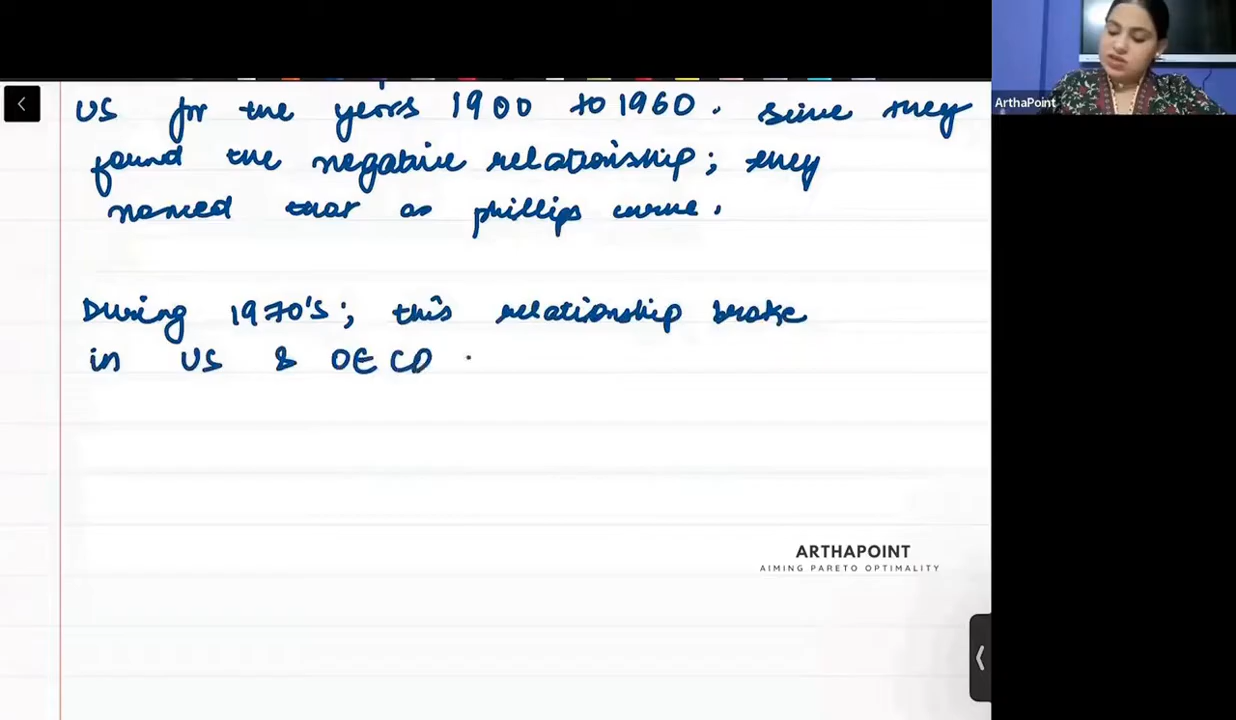 US for the years 1900 to 1960. Since they
found the negative relationship; they
named that as phillips curve.
During 1970's; this relationship broke
in US & OECD
ARTHAPOINT
AIMING PARETO OPTIMALITY
ArthaPoint